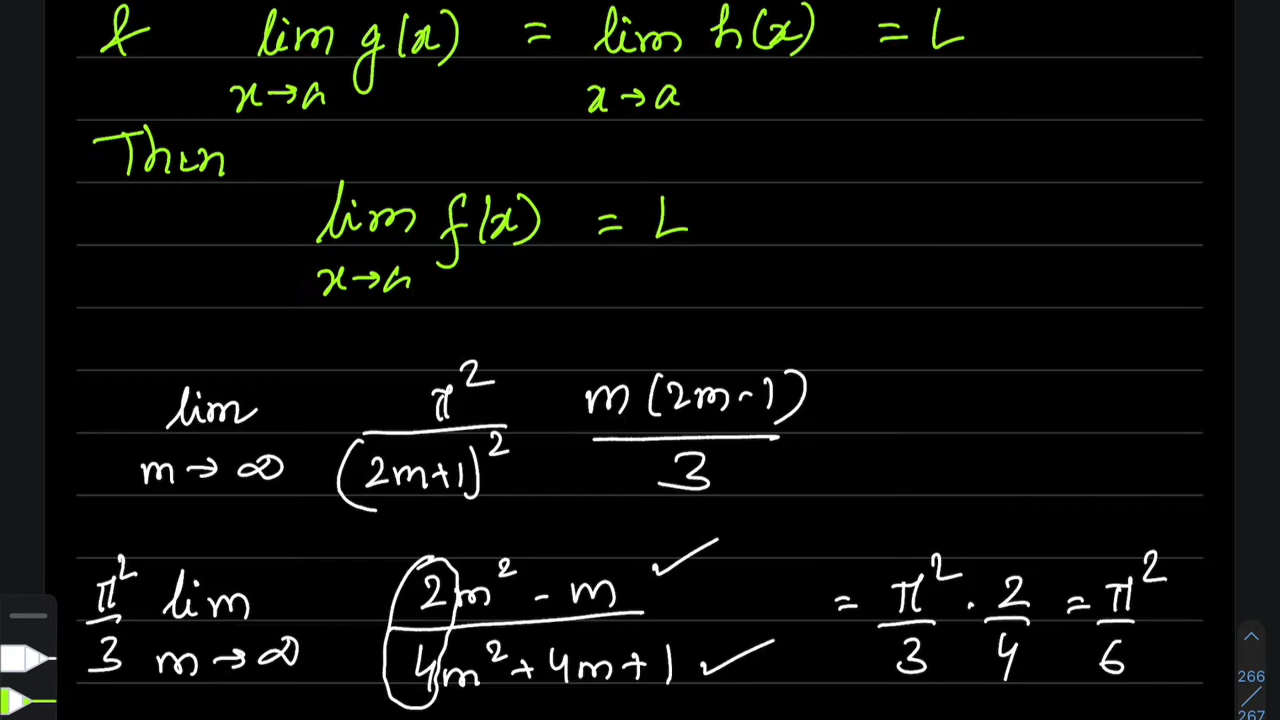 & lim g(x) = lim h(x) = L
x→a x→a
Then
lim f(x) = L
x→a
lim π² m(2m-1)
m→∞ (2m+1)² 3
π² lim 2m² - m = π² . 2 = π²
3 m→∞ 4m² + 4m + 1 3 4 6
266
/
267